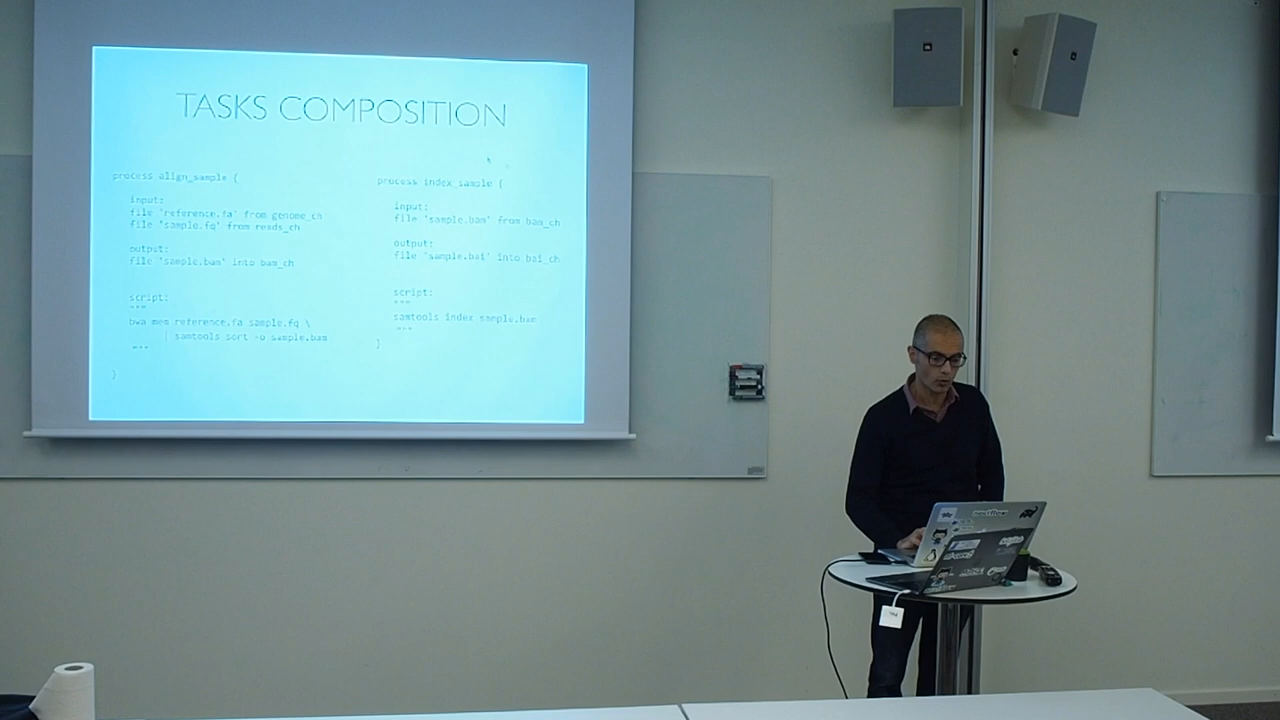 TASKS COMPOSITION
process align_sample {
input:
file 'reference.fa' from genome_ch
file 'sample.fq' from reads_ch
output:
file 'sample.bam' into bam_ch
script:
"""
bwa mem reference.fa sample.fq \
| samtools sort -o sample.bam
"""
}
process index_sample {
input:
file 'sample.bam' from bam_ch
output:
file 'sample.bai' into bai_ch
script:
"""
samtools index sample.bam
"""
}
nextflow